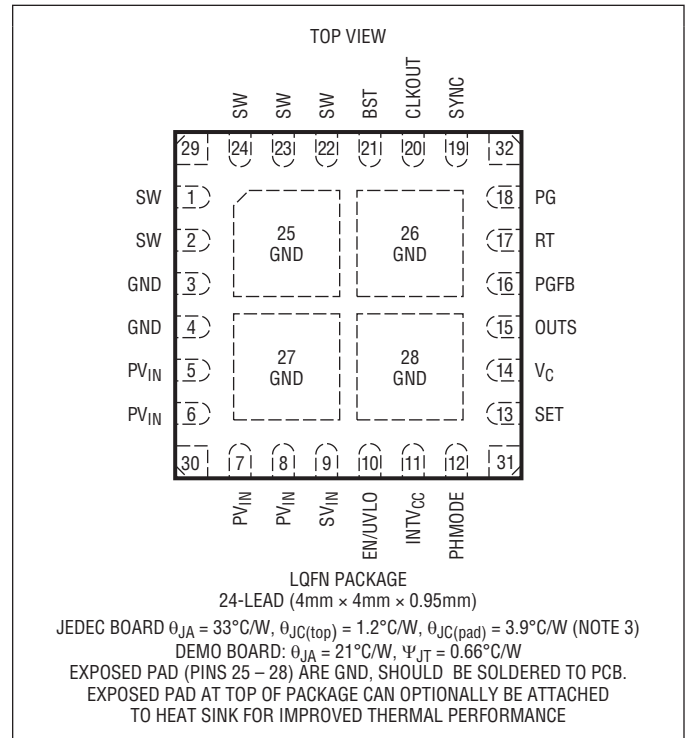 TOP VIEW
SW SW SW BST CLKOUT SYNC
29 24 23 22 21 20 19 32
SW 1 18 PG
SW 2 17 RT
25 GND
26 GND
GND 3 16 PGFB
GND 4 15 OUTS
PVIN 5 14 VC
27 GND
28 GND
PVIN 6 13 SET
30 7 8 9 10 11 12 31
PVIN PVIN SVIN EN/UVLO INTVCC PHMODE
LQFN PACKAGE
24-LEAD (4mm × 4mm × 0.95mm)
JEDEC BOARD θJA = 33°C/W, θJC(top) = 1.2°C/W, θJC(pad) = 3.9°C/W (NOTE 3)
DEMO BOARD: θJA = 21°C/W, ΨJT = 0.66°C/W
EXPOSED PAD (PINS 25 – 28) ARE GND, SHOULD BE SOLDERED TO PCB.
EXPOSED PAD AT TOP OF PACKAGE CAN OPTIONALLY BE ATTACHED
TO HEAT SINK FOR IMPROVED THERMAL PERFORMANCE